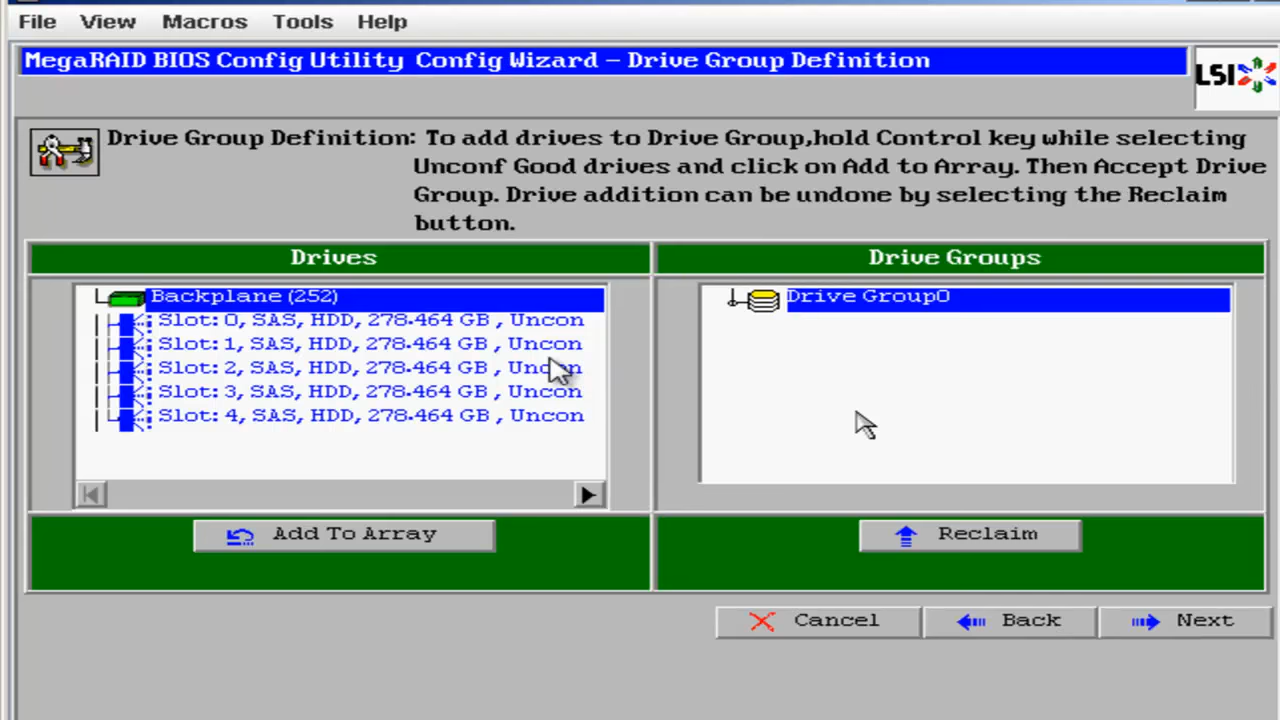 File View Macros Tools Help
MegaRAID BIOS Config Utility Config Wizard – Drive Group Definition
LSI
Drive Group Definition: To add drives to Drive Group,hold Control key while selecting
Unconf Good drives and click on Add to Array. Then Accept Drive
Group. Drive addition can be undone by selecting the Reclaim
button.
Drives
Drive Groups
Backplane (252)
Drive Group0
Slot: 0, SAS, HDD, 278.464 GB , Uncon
Slot: 1, SAS, HDD, 278.464 GB , Uncon
Slot: 2, SAS, HDD, 278.464 GB , Uncon
Slot: 3, SAS, HDD, 278.464 GB , Uncon
Slot: 4, SAS, HDD, 278.464 GB , Uncon
Add To Array
Reclaim
Cancel Back Next